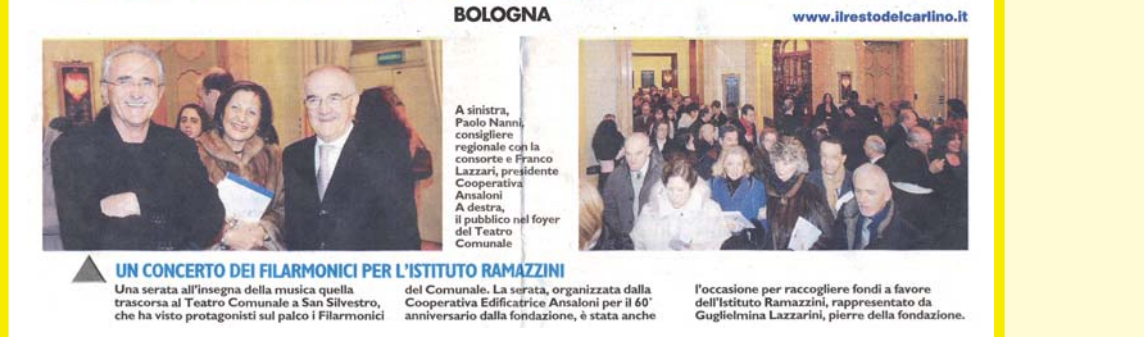 BOLOGNA
www.ilrestodelcarlino.it
A sinistra,
Paolo Nanni,
consigliere
regionale con la
consorte e Franco
Lazzari, presidente
Cooperativa
Ansaloni
A destra,
il pubblico nel foyer
del Teatro
Comunale
UN CONCERTO DEI FILARMONICI PER L'ISTITUTO RAMAZZINI
Una serata all'insegna della musica quella
trascorsa al Teatro Comunale a San Silvestro,
che ha visto protagonisti sul palco i Filarmonici
del Comunale. La serata, organizzata dalla
Cooperativa Edificatrice Ansaloni per il 60°
anniversario dalla fondazione, è stata anche
l'occasione per raccogliere fondi a favore
dell'Istituto Ramazzini, rappresentato da
Guglielmina Lazzarini, pierre della fondazione.